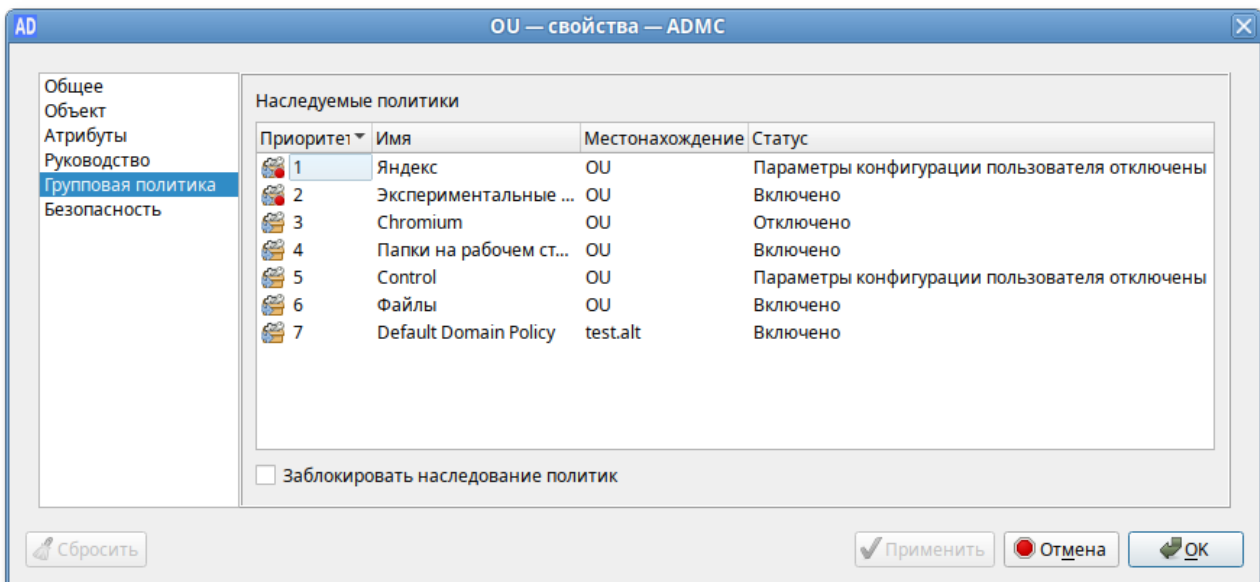 AD OU — свойства — ADMC
Общее
Объект
Атрибуты
Руководство
Групповая политика
Безопасность
Наследуемые политики
Приоритет Имя Местонахождение Статус
1 Яндекс OU Параметры конфигурации пользователя отключены
2 Экспериментальные ... OU Включено
3 Chromium OU Отключено
4 Папки на рабочем ст... OU Включено
5 Control OU Параметры конфигурации пользователя отключены
6 Файлы OU Включено
7 Default Domain Policy test.alt Включено
Заблокировать наследование политик
Сбросить Применить Отмена OK